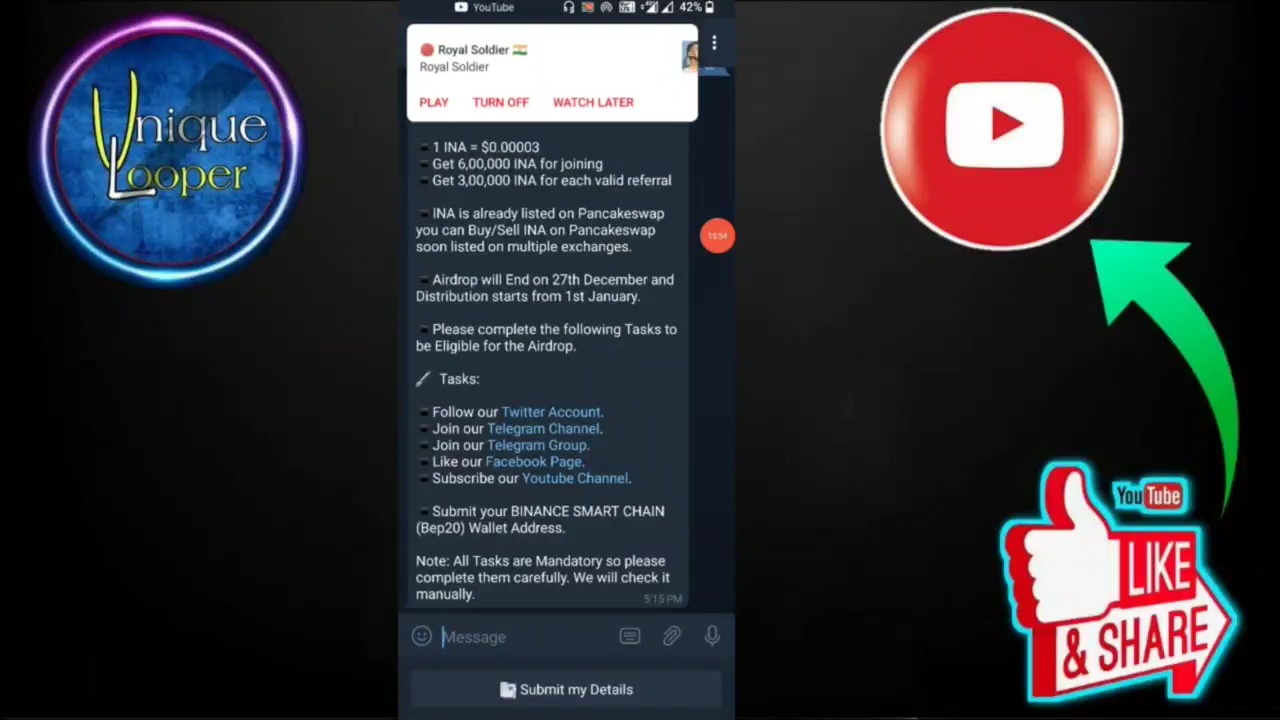 Unique
Looper
YouTube
42%
Royal Soldier
Royal Soldier
PLAY TURN OFF WATCH LATER
1 INA = $0.00003
Get 6,00,000 INA for joining
Get 3,00,000 INA for each valid referral
INA is already listed on Pancakeswap
you can Buy/Sell INA on Pancakeswap
soon listed on multiple exchanges.
15:54
Airdrop will End on 27th December and
Distribution starts from 1st January.
Please complete the following Tasks to
be Eligible for the Airdrop.
Tasks:
Follow our Twitter Account.
Join our Telegram Channel.
Join our Telegram Group.
Like our Facebook Page.
Subscribe our Youtube Channel.
Submit your BINANCE SMART CHAIN
(Bep20) Wallet Address.
Note: All Tasks are Mandatory so please
complete them carefully. We will check it
manually.
5:15 PM
Message
Submit my Details
YouTube
LIKE
& SHARE